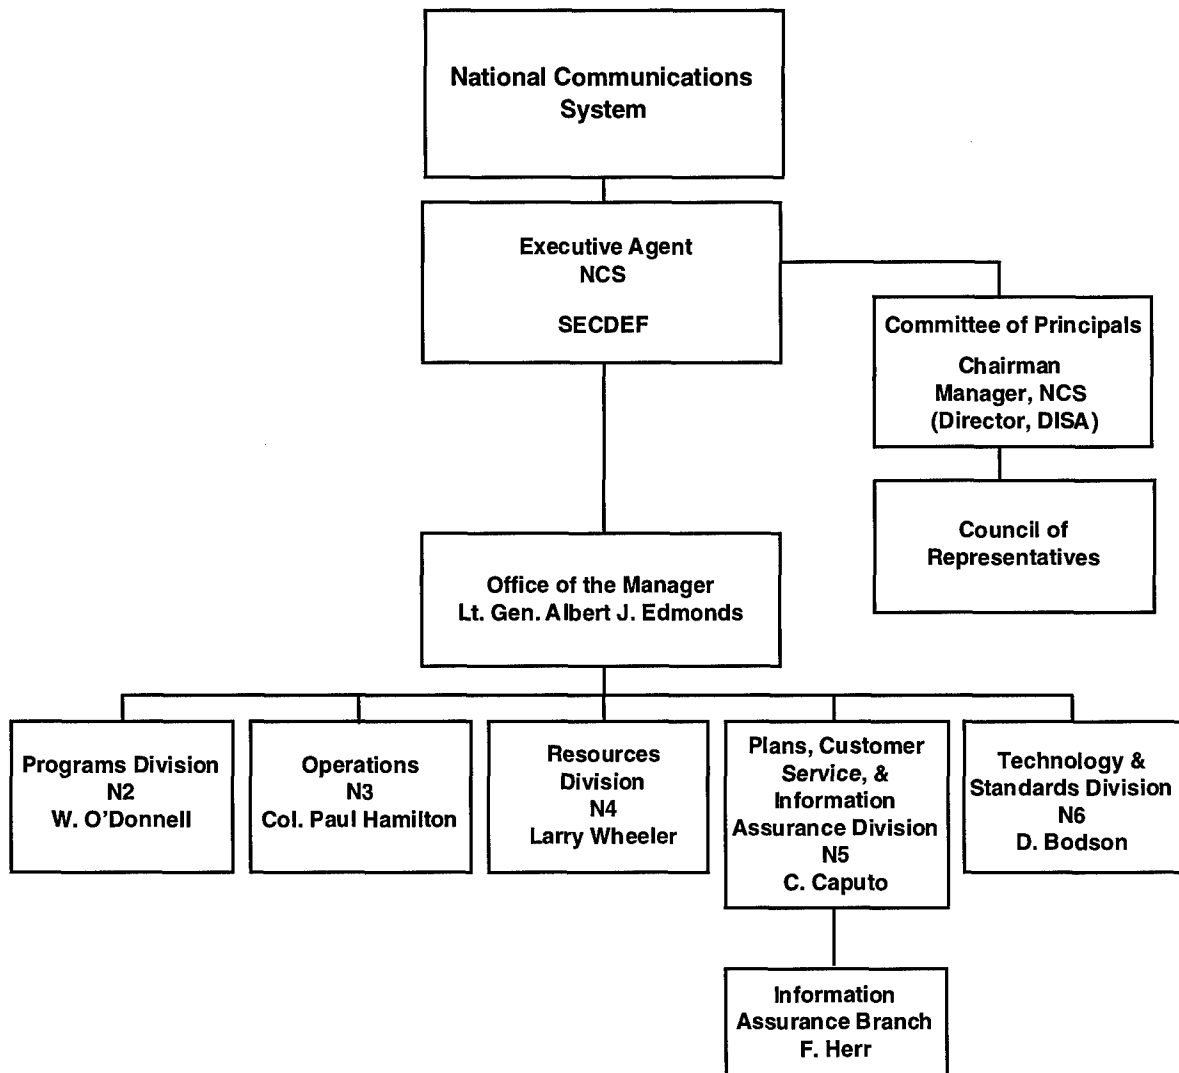 National Communications
System
Executive Agent
NCS
SECDEF
Committee of Principals
Chairman
Manager, NCS
(Director, DISA)
Council of
Representatives
Office of the Manager
Lt. Gen. Albert J. Edmonds
Programs Division
N2
W. O'Donnell
Operations
N3
Col. Paul Hamilton
Resources
Division
N4
Larry Wheeler
Plans, Customer
Service, &
Information
Assurance Division
N5
C. Caputo
Technology &
Standards Division
N6
D. Bodson
Information
Assurance Branch
F. Herr